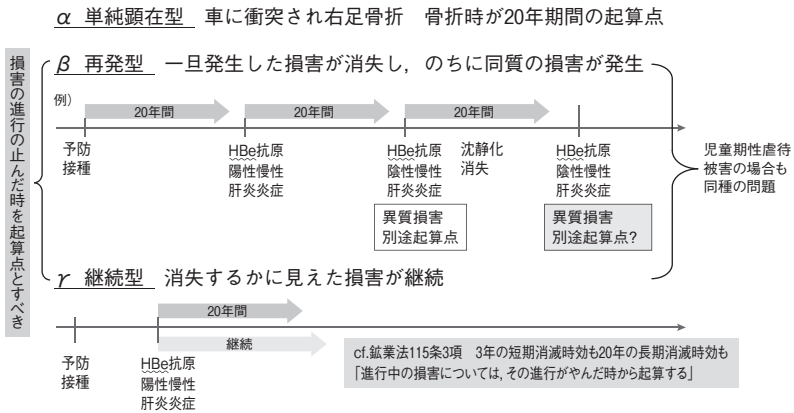 α 単純顕在型 車に衝突され右足骨折 骨折時が20年期間の起算点
損害の進行の止んだ時を起算点とすべき
β 再発型 一旦発生した損害が消失し，のちに同質の損害が発生
例）
20年間
20年間
20年間
予防
接種
HBe抗原
陽性慢性
肝炎炎症
HBe抗原
陰性慢性
肝炎炎症
沈静化
消失
HBe抗原
陰性慢性
肝炎炎症
異質損害
別途起算点
異質損害
別途起算点？
児童期性虐待
被害の場合も
同種の問題
γ 継続型 消失するかに見えた損害が継続
20年間
継続
予防
接種
HBe抗原
陽性慢性
肝炎炎症
cf.鉱業法115条3項 3年の短期消滅時効も20年の長期消滅時効も
「進行中の損害については，その進行がやんだ時から起算する」